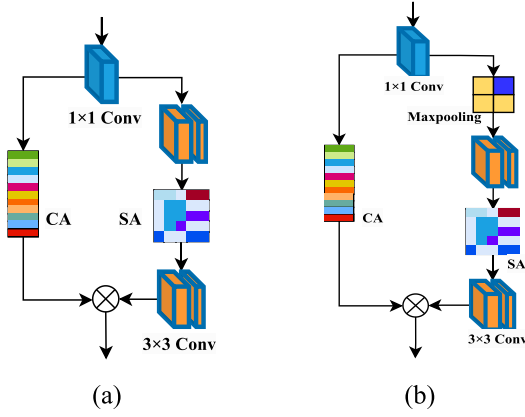 1×1 Conv
CA
SA
3×3 Conv
(a)
1×1 Conv
Maxpooling
CA
SA
3×3 Conv
(b)